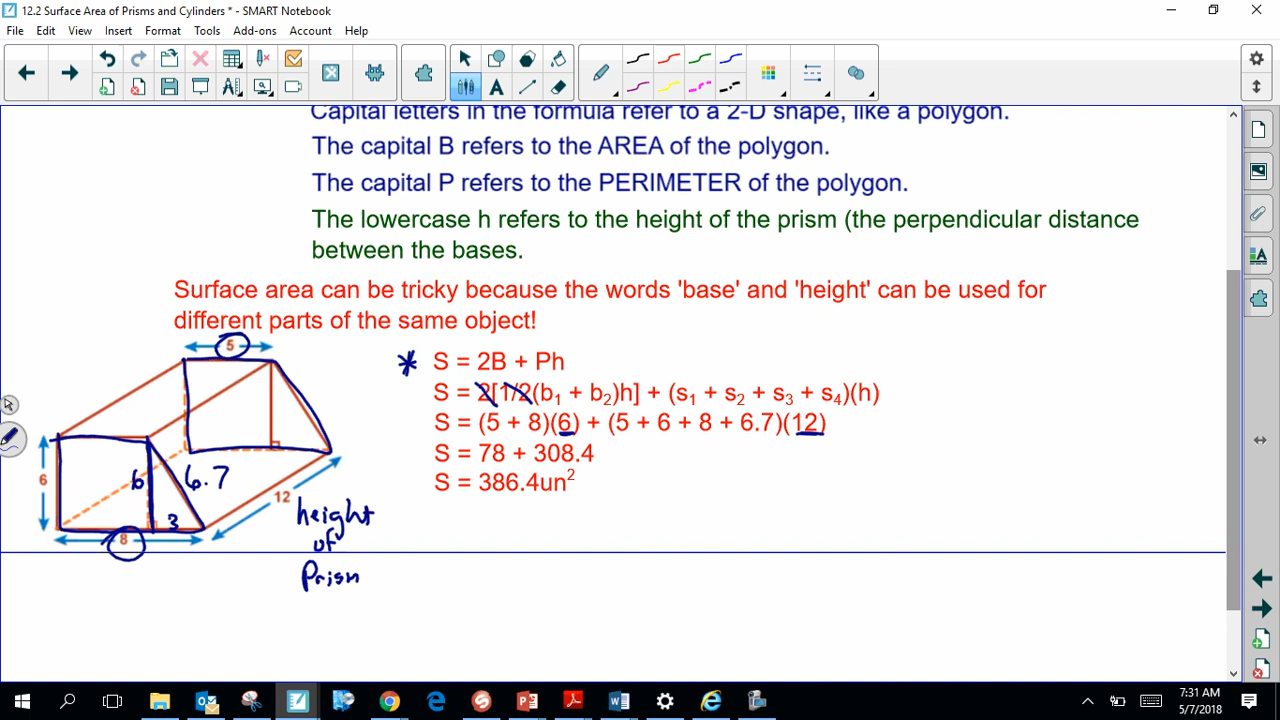 12.2 Surface Area of Prisms and Cylinders * - SMART Notebook
File Edit View Insert Format Tools Add-ons Account Help
Capital letters in the formula refer to a 2-D shape, like a polygon.
The capital B refers to the AREA of the polygon.
The capital P refers to the PERIMETER of the polygon.
The lowercase h refers to the height of the prism (the perpendicular distance
between the bases.
Surface area can be tricky because the words 'base' and 'height' can be used for
different parts of the same object!
5
* S = 2B + Ph
S = 2[1/2(b₁ + b₂)h] + (s₁ + s₂ + s₃ + s₄)(h)
S = (5 + 8)(6) + (5 + 6 + 8 + 6.7)(12)
S = 78 + 308.4
S = 386.4un²
6
6
6.7
3
8
12
height
of
Prism
7:31 AM
5/7/2018